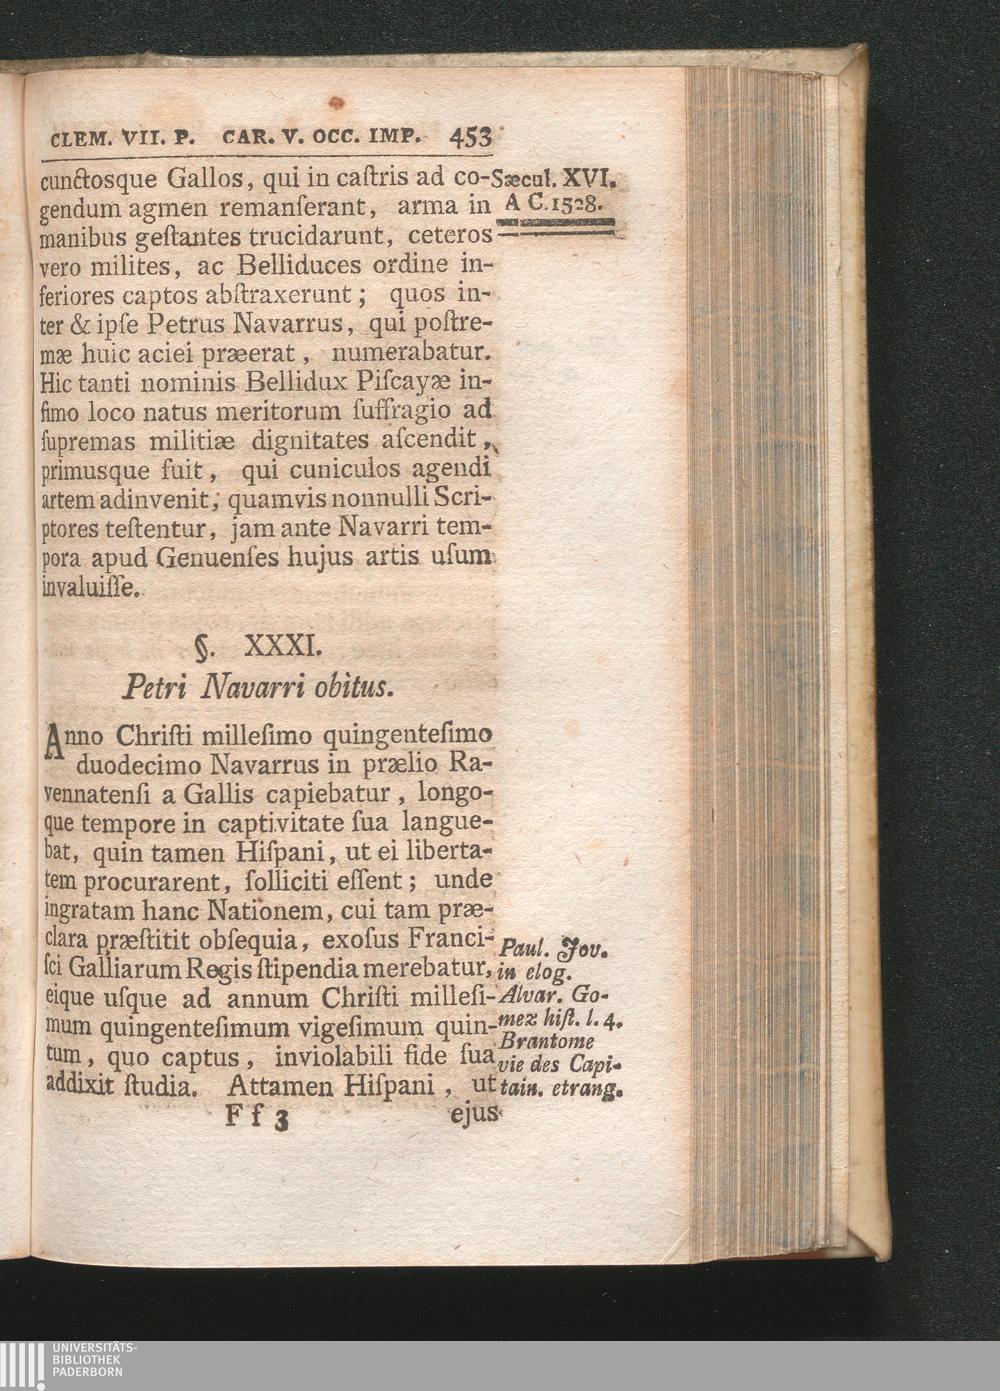 CLEM. VII. P. CAR. V. OCC. IMP. 453
cunctosque Gallos, qui in caſtris ad co-
gendum agmen remanſerant, arma in
manibus geſtantes trucidarunt, ceteros
vero milites, ac Belliduces ordine in-
feriores captos abſtraxerunt; quos in-
ter & ipſe Petrus Navarrus, qui poſtre-
mæ huic aciei præerat, numerabatur.
Hic tanti nominis Bellidux Piſcayæ in-
fimo loco natus meritorum ſuffragio ad
ſupremas militiæ dignitates aſcendit,
primusque fuit, qui cuniculos agendi
artem adinvenit; quamvis nonnulli Scri-
ptores teſtentur, jam ante Navarri tem-
pora apud Genuenſes hujus artis uſum
invaluiſſe.
Sæcul. XVI.
A C. 1528.
§. XXXI.
Petri Navarri obitus.
Anno Chriſti milleſimo quingenteſimo
duodecimo Navarrus in prælio Ra-
vennatenſi a Gallis capiebatur, longo-
que tempore in captivitate ſua langue-
bat, quin tamen Hiſpani, ut ei liberta-
tem procurarent, ſolliciti eſſent; unde
ingratam hanc Nationem, cui tam præ-
clara præſtitit obſequia, exoſus Franci-
ſci Galliarum Regis ſtipendia merebatur,
eique uſque ad annum Chriſti milleſi-
mum quingenteſimum vigeſimum quin-
tum, quo captus, inviolabili fide ſua
addixit ſtudia. Attamen Hiſpani, ut
Paul. Jov.
in elog.
Alvar. Go-
mez hiſt. l. 4.
Brantome
vie des Capi-
tain. etrang.
F f 3 ejus
UNIVERSITÄTS-
BIBLIOTHEK
PADERBORN